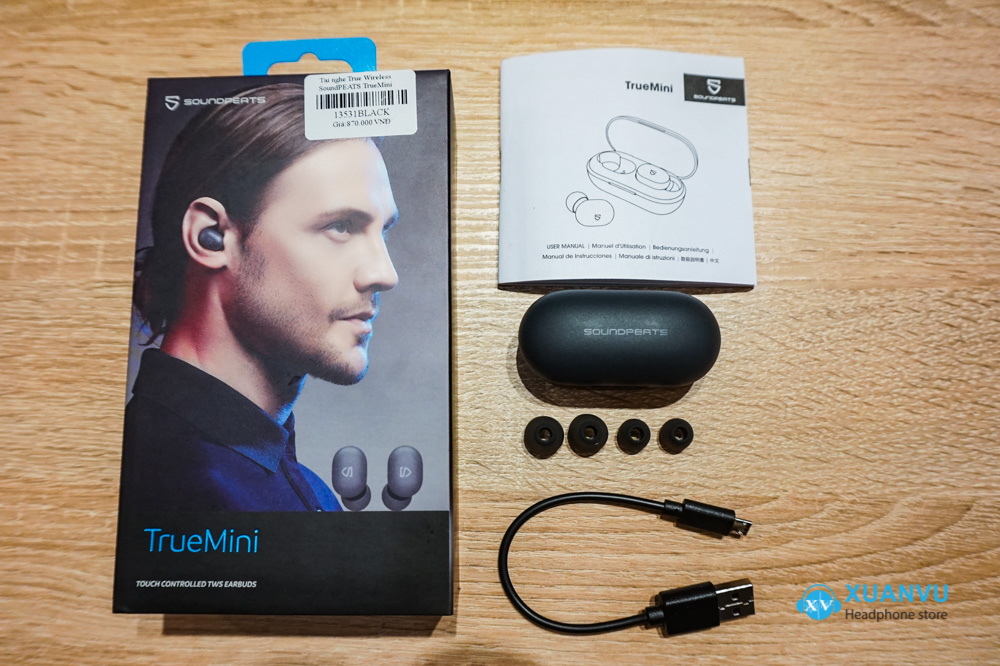 SOUNDPEATS
Tai nghe True Wireless
SoundPEATS TrueMini
13531BLACK
Giá:870.000 VNĐ
TrueMini
TOUCH CONTROLLED TWS EARBUDS
TrueMini
SOUNDPEATS
USER MANUAL | Manuel d'Utilisation | Bedienungsanleitung |
Manual de Instrucciones | Manuale di istruzioni | 取扱説明書 | 中文
SOUNDPEATS
XV
XUANVU
Headphone store